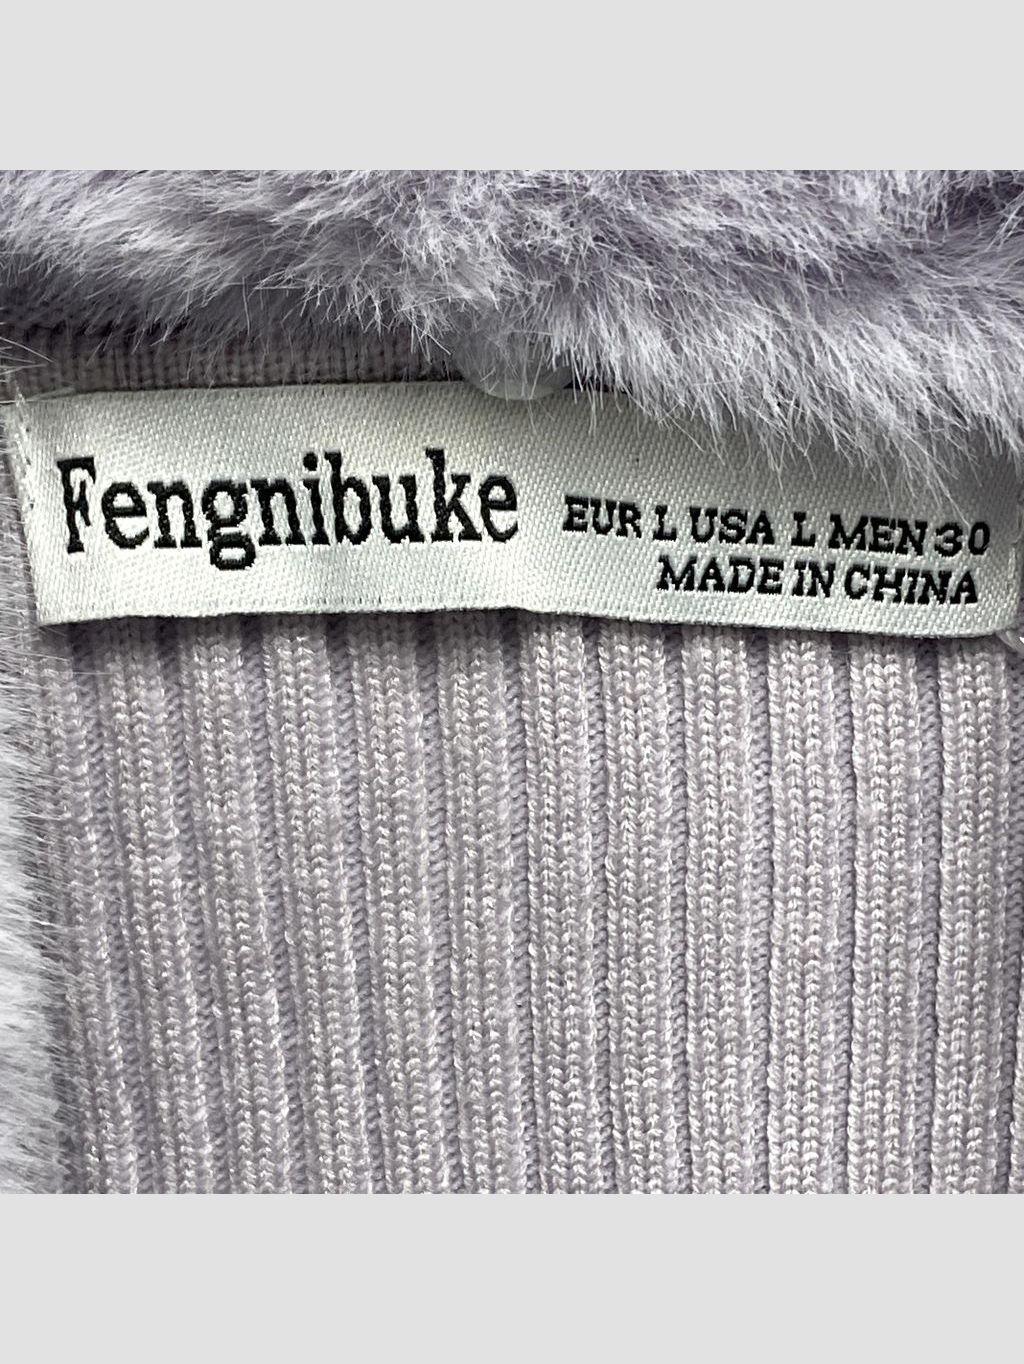 Fengnibuke
EUR L USA L MEN 30
MADE IN CHINA